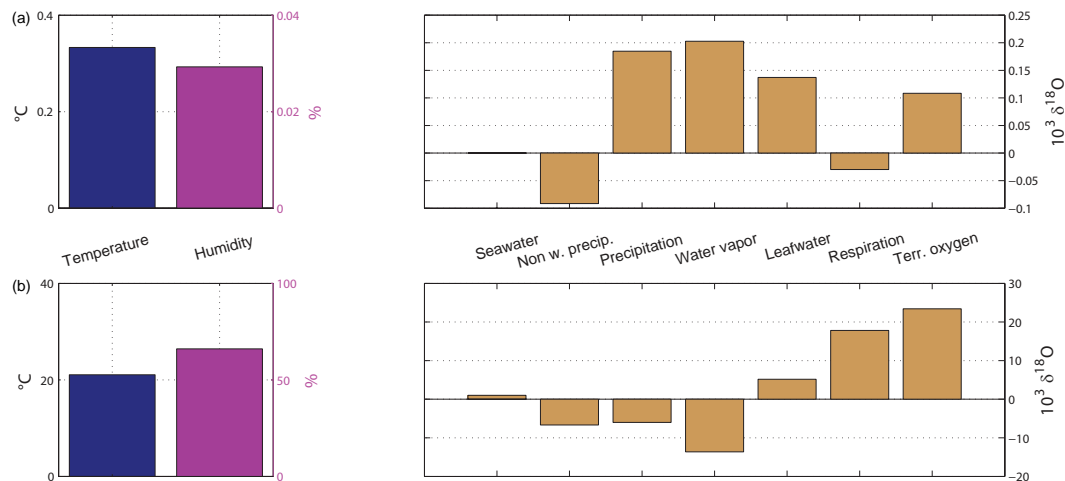 (a)
0.4
0.2
0
°C
0.04
0.02
0
%
0.25
0.2
0.15
0.1
0.05
0
−0.05
−0.1
10³ δ¹⁸O
Temperature
Humidity
Seawater
Non w. precip.
Precipitation
Water vapor
Leafwater
Respiration
Terr. oxygen
(b)
40
20
0
°C
100
50
0
%
30
20
10
0
−10
−20
10³ δ¹⁸O